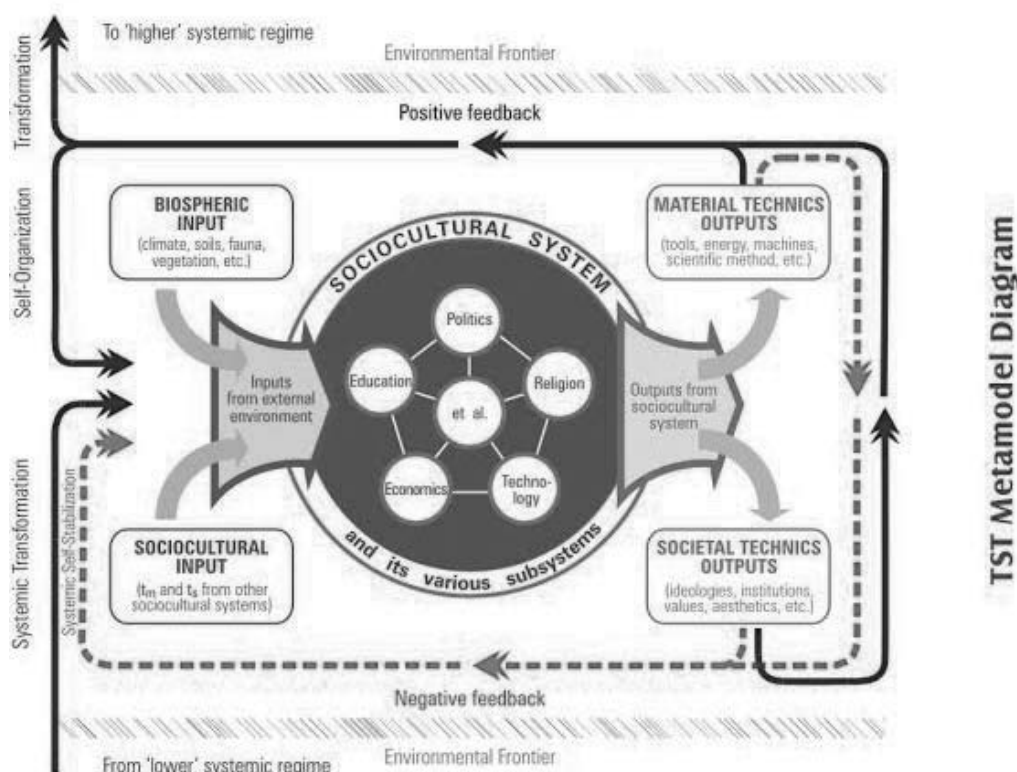 To 'higher' systemic regime
Environmental Frontier
Transformation
Positive feedback
Self-Organization
BIOSPHERIC
INPUT
(climate, soils, fauna,
vegetation, etc.)
MATERIAL TECHNICS
OUTPUTS
(tools, energy, machines,
scientific method, etc.)
SOCIOCULTURAL SYSTEM
Politics
Education
Religion
et al.
Economics
Techno-
logy
and its various subsystems
Inputs
from external
environment
Outputs from
sociocultural
system
SOCIOCULTURAL
INPUT
(tm and ts from other
sociocultural systems)
SOCIETAL TECHNICS
OUTPUTS
(ideologies, institutions,
values, aesthetics, etc.)
Systemic Transformation
Systemic Self-Stabilization
Negative feedback
Environmental Frontier
From 'lower' systemic regime
TST Metamodel Diagram